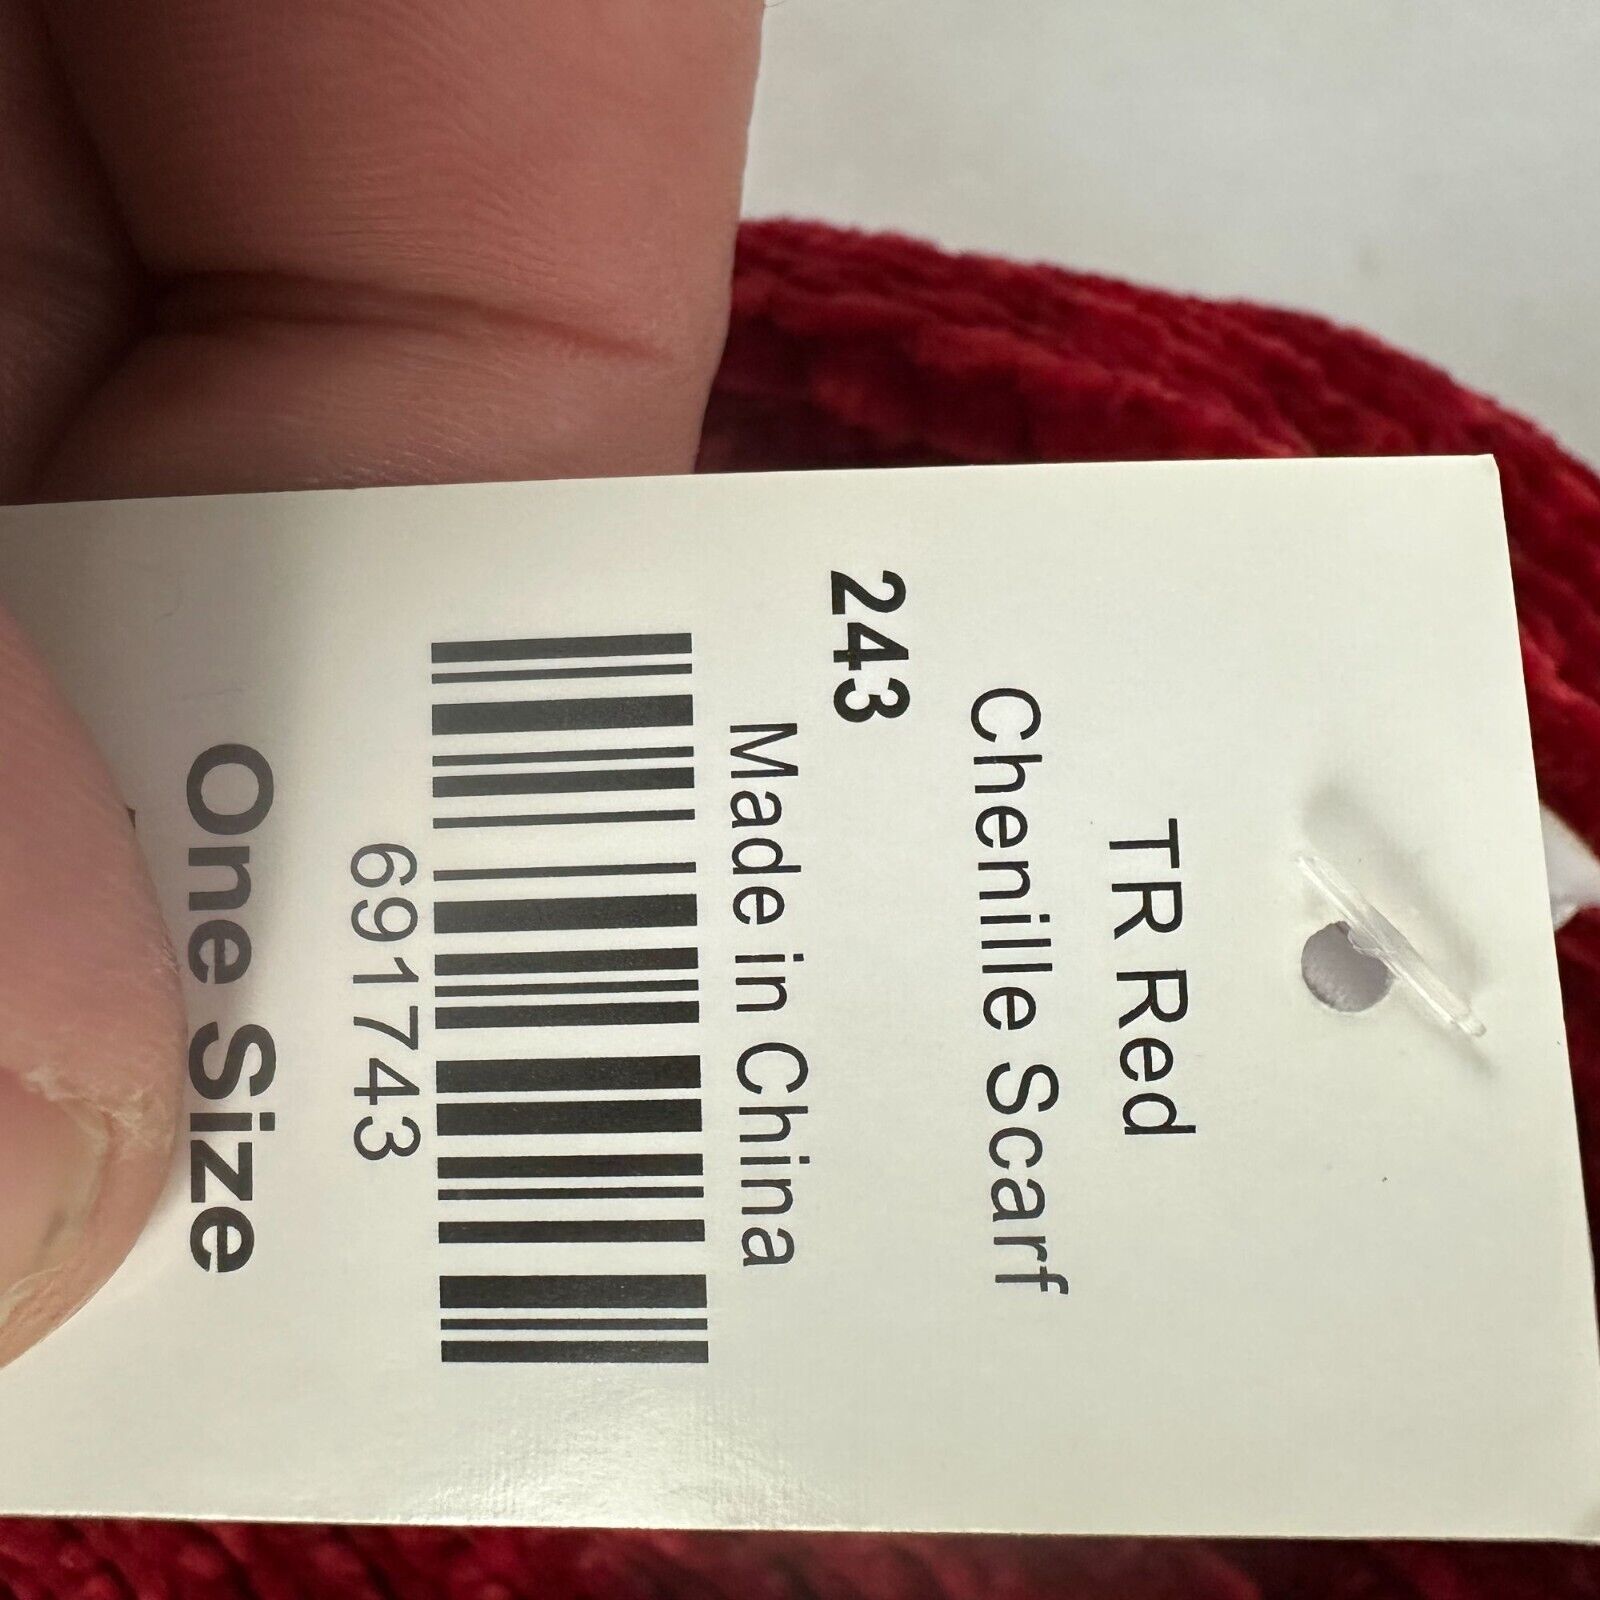 TR Red
Chenille Scarf
243
Made in China
691743
One Size